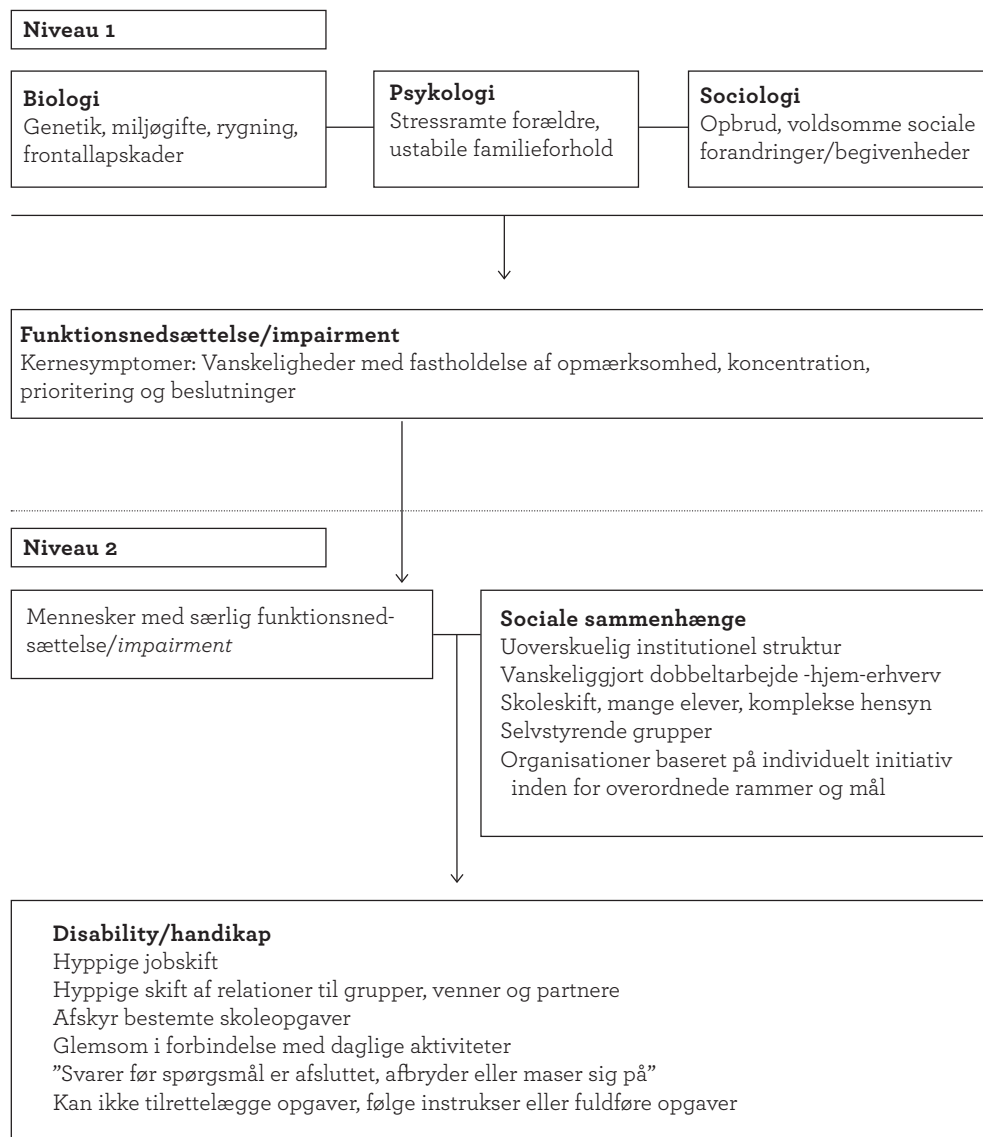 Niveau 1
Biologi
Genetik, miljøgifte, rygning,
frontallapskader
Psykologi
Stressramte forældre,
ustabile familieforhold
Sociologi
Opbrud, voldsomme sociale
forandringer/begivenheder
Funktionsnedsættelse/impairment
Kernesymptomer: Vanskeligheder med fastholdelse af opmærksomhed, koncentration,
prioritering og beslutninger
Niveau 2
Mennesker med særlig funktionsned-
sættelse/impairment
Sociale sammenhænge
Uoverskuelig institutionel struktur
Vanskeliggjort dobbeltarbejde -hjem-erhverv
Skoleskift, mange elever, komplekse hensyn
Selvstyrende grupper
Organisationer baseret på individuelt initiativ
inden for overordnede rammer og mål
Disability/handikap
Hyppige jobskift
Hyppige skift af relationer til grupper, venner og partnere
Afskyr bestemte skoleopgaver
Glemsom i forbindelse med daglige aktiviteter
”Svarer før spørgsmål er afsluttet, afbryder eller maser sig på”
Kan ikke tilrettelægge opgaver, følge instrukser eller fuldføre opgaver